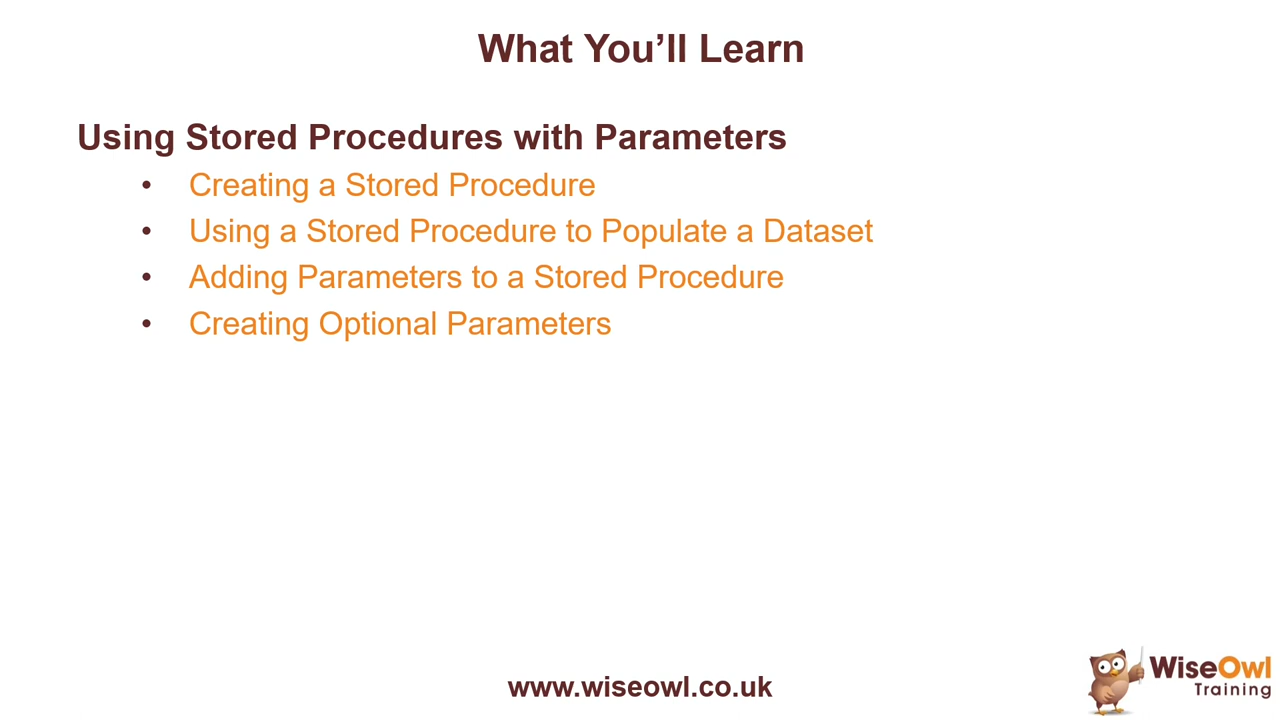 What You’ll Learn
Using Stored Procedures with Parameters
• Creating a Stored Procedure
• Using a Stored Procedure to Populate a Dataset
• Adding Parameters to a Stored Procedure
• Creating Optional Parameters
www.wiseowl.co.uk
WiseOwl
Training